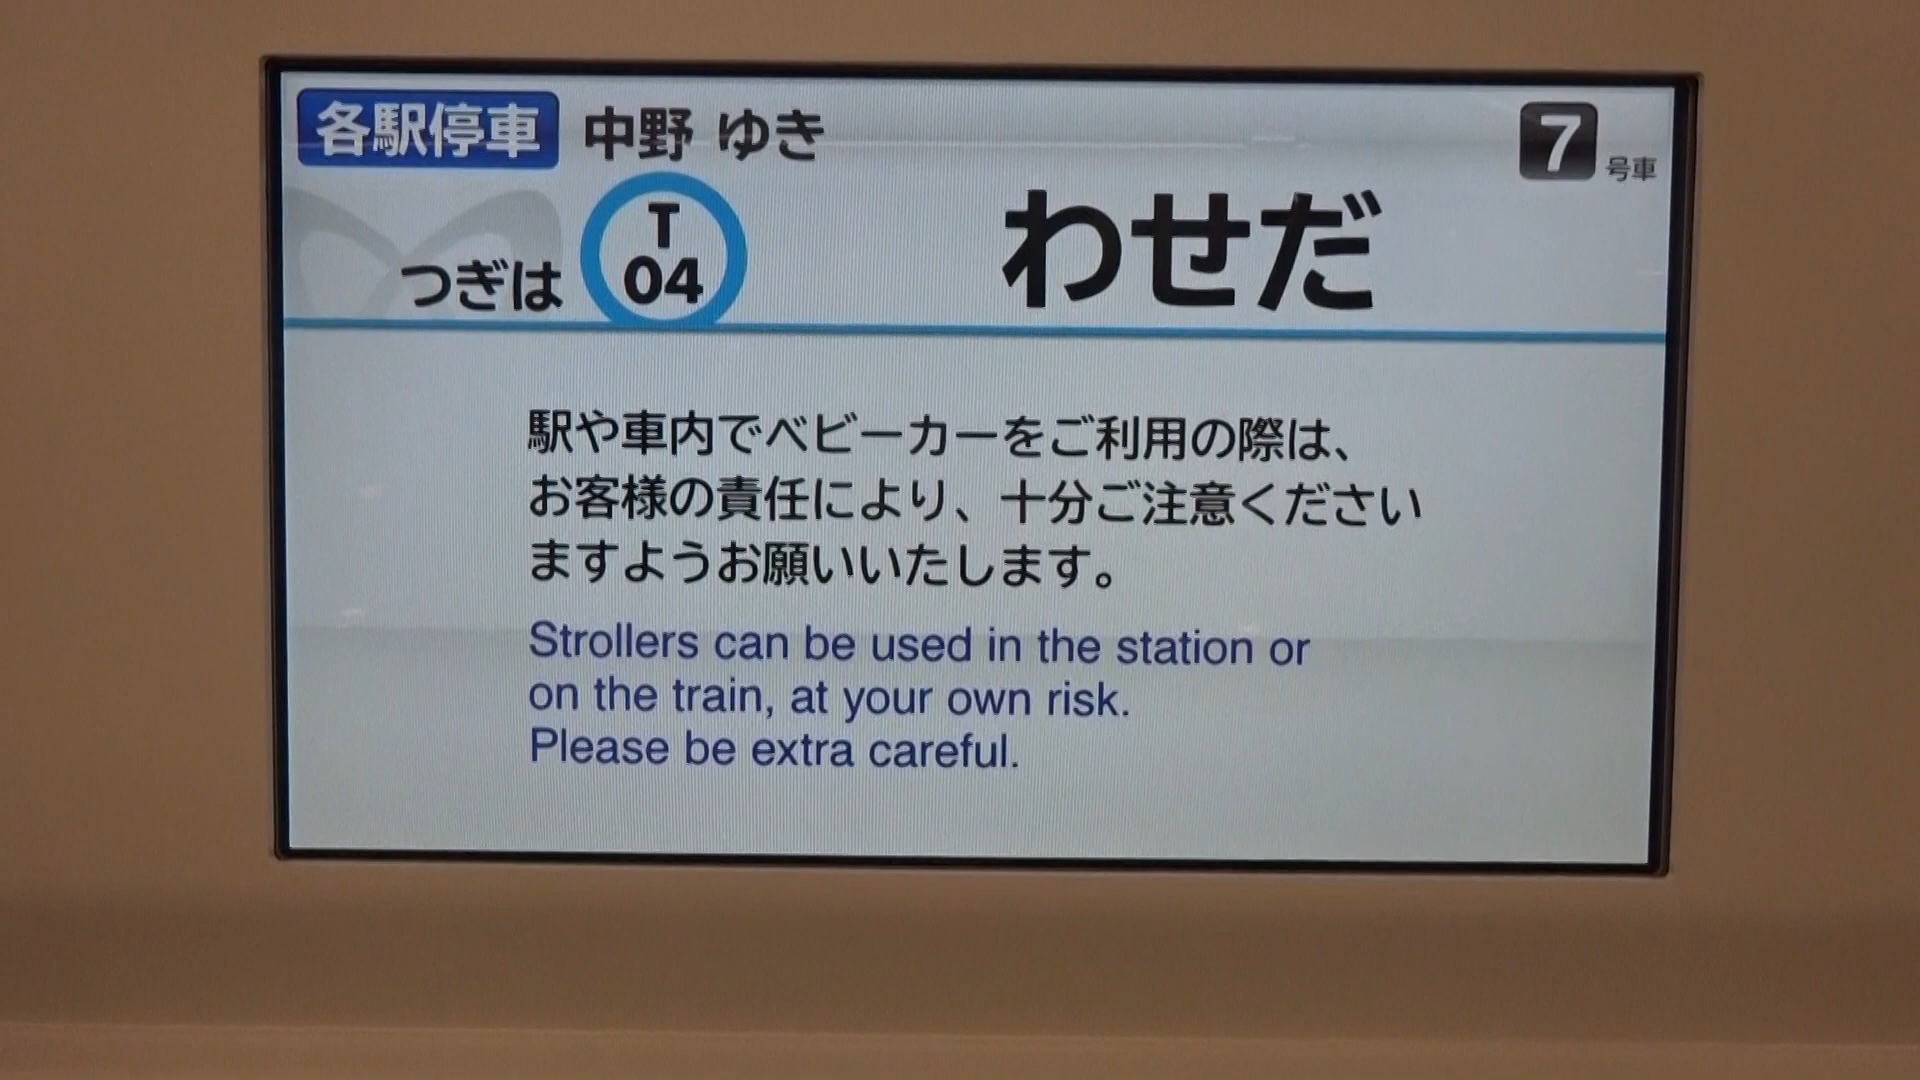 各駅停車 中野 ゆき
7 号車
つぎは T 04 わせだ
駅や車内でベビーカーをご利用の際は、
お客様の責任により、十分ご注意ください
ますようお願いいたします。
Strollers can be used in the station or
on the train, at your own risk.
Please be extra careful.